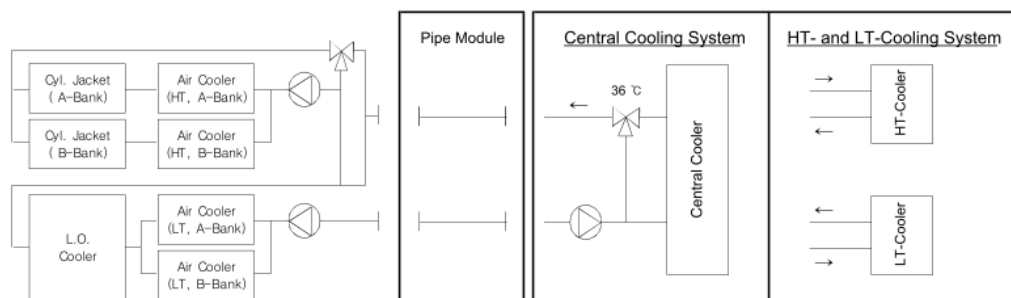 Pipe Module
Central Cooling System
HT- and LT-Cooling System
Cyl. Jacket
( A-Bank)
Air Cooler
(HT, A-Bank)
Cyl. Jacket
( B-Bank)
Air Cooler
(HT, B-Bank)
L.O.
Cooler
Air Cooler
(LT, A-Bank)
Air Cooler
(LT, B-Bank)
36 ℃
Central Cooler
HT-Cooler
LT-Cooler